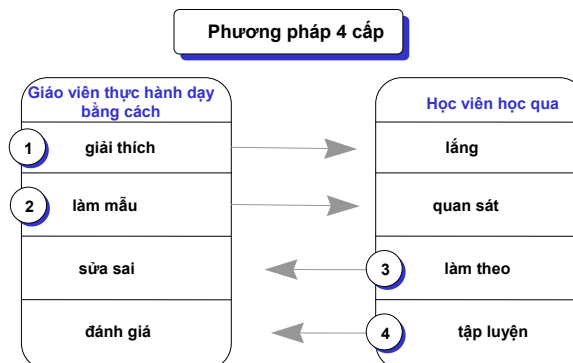 Phương pháp 4 cấp
Giáo viên thực hành dạy
bằng cách
Học viên học qua
1 giải thích
lắng
2 làm mẫu
quan sát
sửa sai
3 làm theo
đánh giá
4 tập luyện